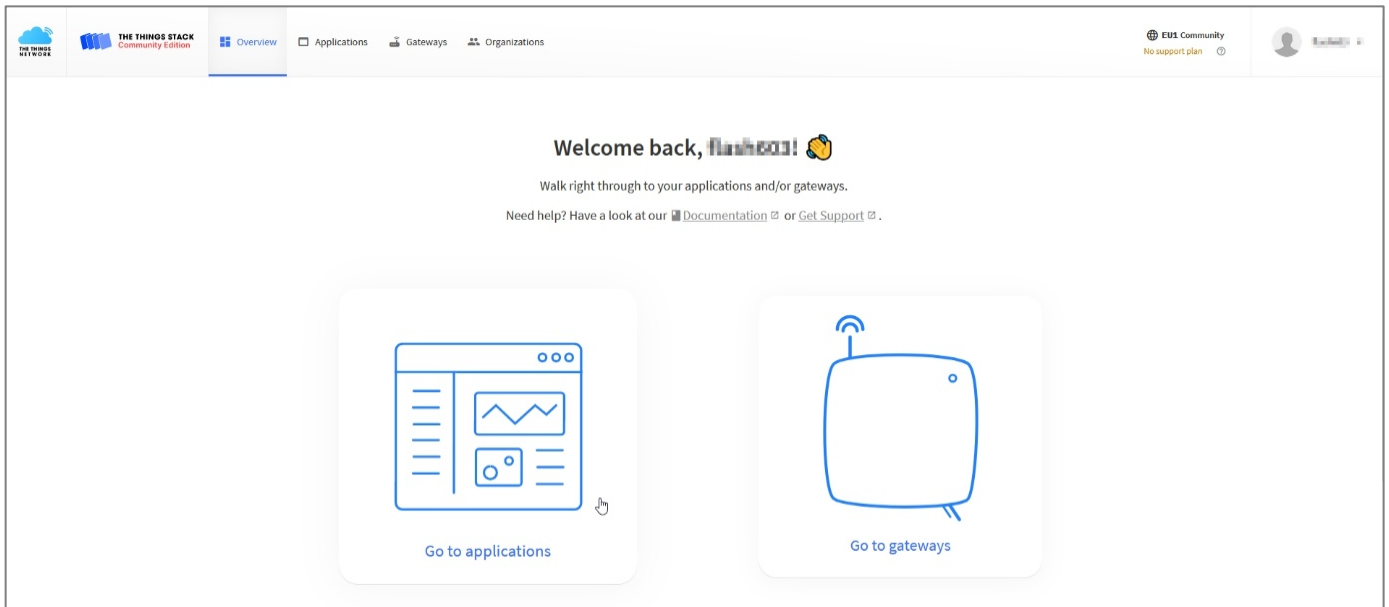 THE THINGS
NETWORK
THE THINGS STACK
Community Edition
Overview
Applications
Gateways
Organizations
EU1 Community
No support plan
Welcome back,
Walk right through to your applications and/or gateways.
Need help? Have a look at our Documentation or Get Support .
Go to applications
Go to gateways